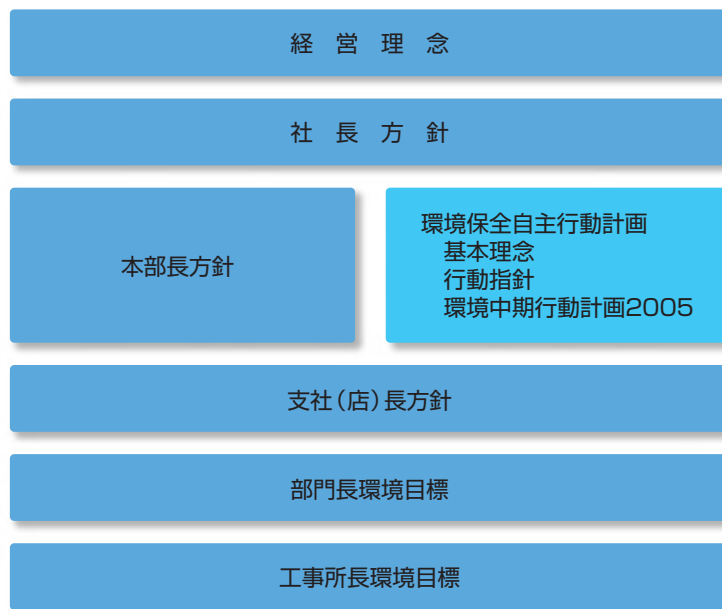 経営理念
社長方針
本部長方針
環境保全自主行動計画
基本理念
行動指針
環境中期行動計画2005
支社(店)長方針
部門長環境目標
工事所長環境目標